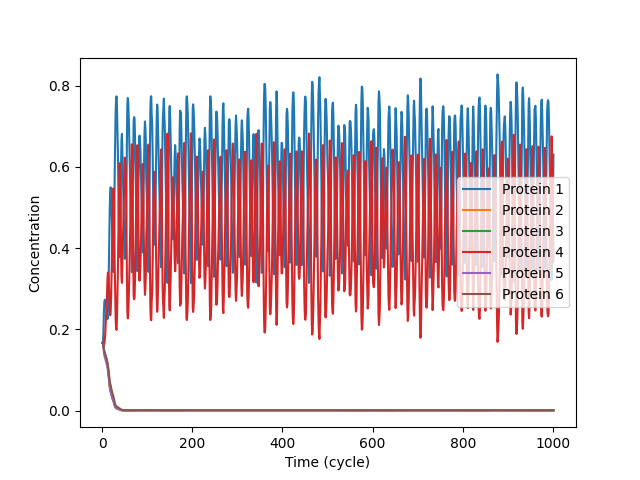 0.8
0.6
0.4
0.2
0.0
Concentration
0
200
400
600
800
1000
Time (cycle)
Protein 1
Protein 2
Protein 3
Protein 4
Protein 5
Protein 6